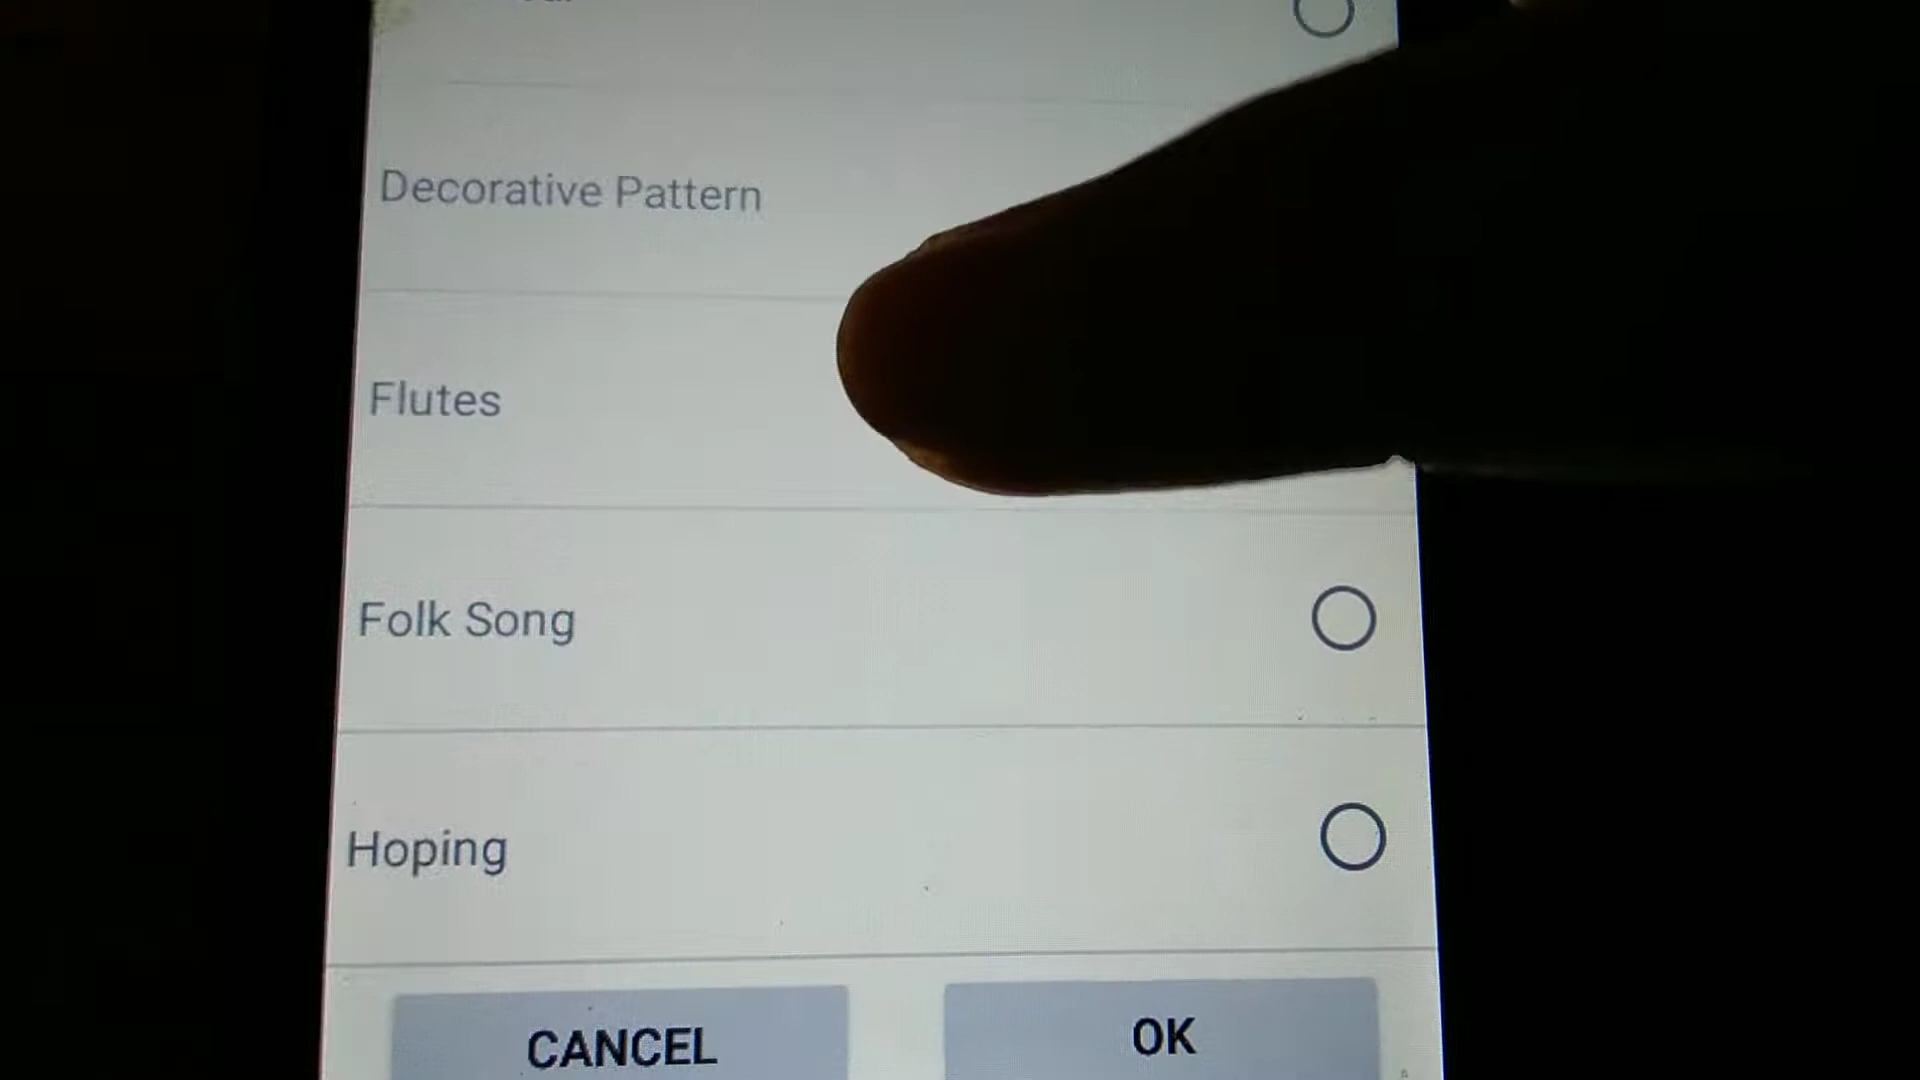 Decorative Pattern
Flutes
Folk Song
Hoping
CANCEL
OK